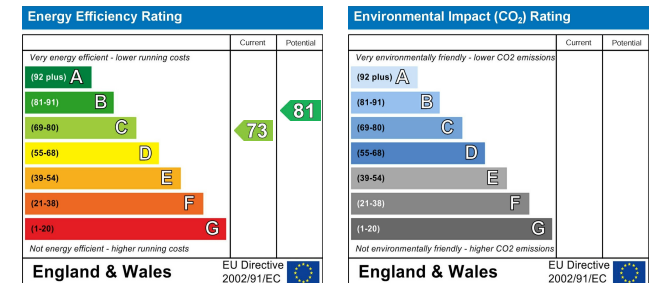 Energy Efficiency Rating
Current Potential
Very energy efficient - lower running costs
(92 plus) A
(81-91) B
(69-80) C
(55-68) D
(39-54) E
(21-38) F
(1-20) G
73
81
Not energy efficient - higher running costs
England & Wales
EU Directive
2002/91/EC
Environmental Impact (CO₂) Rating
Current Potential
Very environmentally friendly - lower CO2 emissions
(92 plus) A
(81-91) B
(69-80) C
(55-68) D
(39-54) E
(21-38) F
(1-20) G
Not environmentally friendly - higher CO2 emissions
England & Wales
EU Directive
2002/91/EC